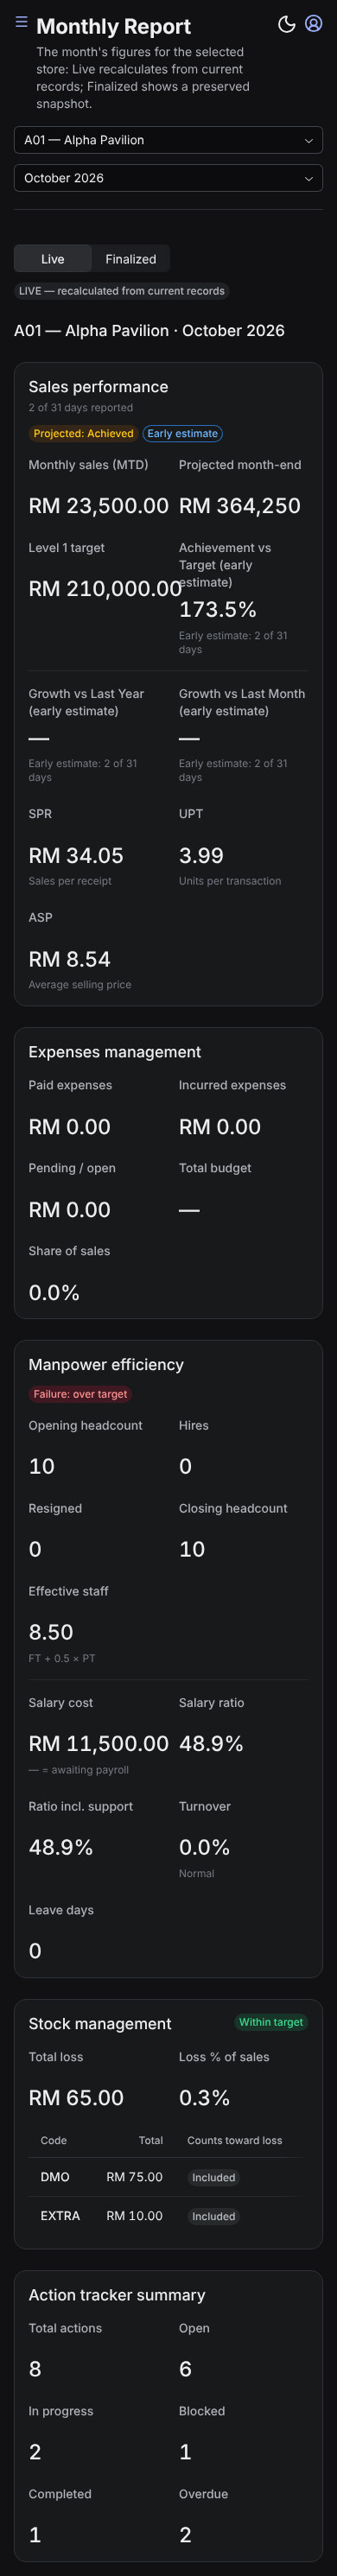 Monthly Report
The month's figures for the selected
store: Live recalculates from current
records; Finalized shows a preserved
snapshot.
A01 — Alpha Pavilion
October 2026
Live Finalized
LIVE — recalculated from current records
A01 — Alpha Pavilion · October 2026
Sales performance
2 of 31 days reported
Projected: Achieved Early estimate
Monthly sales (MTD) Projected month-end
RM 23,500.00 RM 364,250
Level 1 target
Achievement vs
Target (early
estimate)
RM 210,000.00
173.5%
Early estimate: 2 of 31
days
Growth vs Last Year
(early estimate)
—
Early estimate: 2 of 31
days
Growth vs Last Month
(early estimate)
—
Early estimate: 2 of 31
days
SPR UPT
RM 34.05 3.99
Sales per receipt Units per transaction
ASP
RM 8.54
Average selling price
Expenses management
Paid expenses Incurred expenses
RM 0.00 RM 0.00
Pending / open Total budget
RM 0.00 —
Share of sales
0.0%
Manpower efficiency
Failure: over target
Opening headcount Hires
10 0
Resigned Closing headcount
0 10
Effective staff
8.50
FT + 0.5 × PT
Salary cost Salary ratio
RM 11,500.00 48.9%
— = awaiting payroll
Ratio incl. support Turnover
48.9% 0.0%
Normal
Leave days
0
Stock management Within target
Total loss Loss % of sales
RM 65.00 0.3%
Code Total Counts toward loss
DMO RM 75.00 Included
EXTRA RM 10.00 Included
Action tracker summary
Total actions Open
8 6
In progress Blocked
2 1
Completed Overdue
1 2